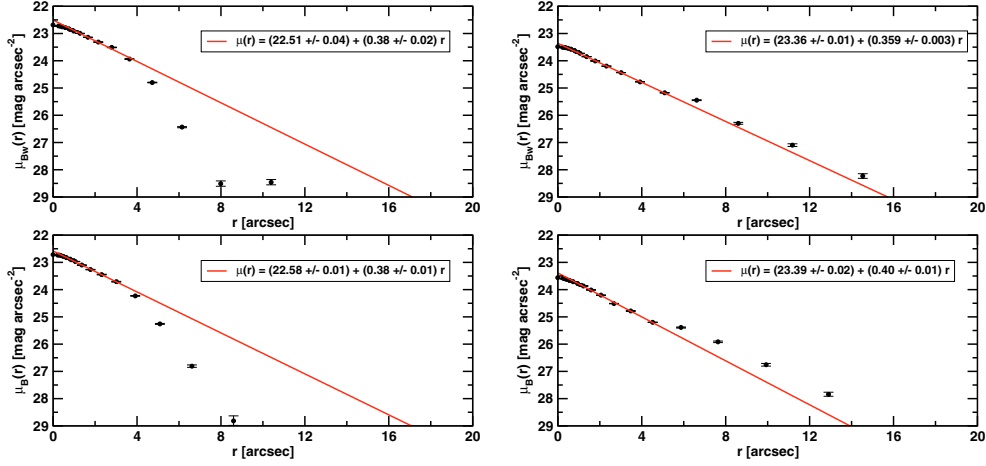 22
23
24
25
26
27
28
29
μBw(r) [mag arcsec-2]
μ(r) = (22.51 +/- 0.04) + (0.38 +/- 0.02) r
0 4 8 12 16 20
r [arcsec]
22
23
24
25
26
27
28
29
μBw(r) [mag arcsec-2]
μ(r) = (23.36 +/- 0.01) + (0.359 +/- 0.003) r
0 4 8 12 16 20
r [arcsec]
22
23
24
25
26
27
28
29
μB(r) [mag acrsec-2]
μ(r) = (22.58 +/- 0.01) + (0.38 +/- 0.01) r
0 4 8 12 16 20
r [arcsec]
22
23
24
25
26
27
28
29
μB(r) [mag acrsec-2]
μ(r) = (23.39 +/- 0.02) + (0.40 +/- 0.01) r
0 4 8 12 16 20
r [arcsec]